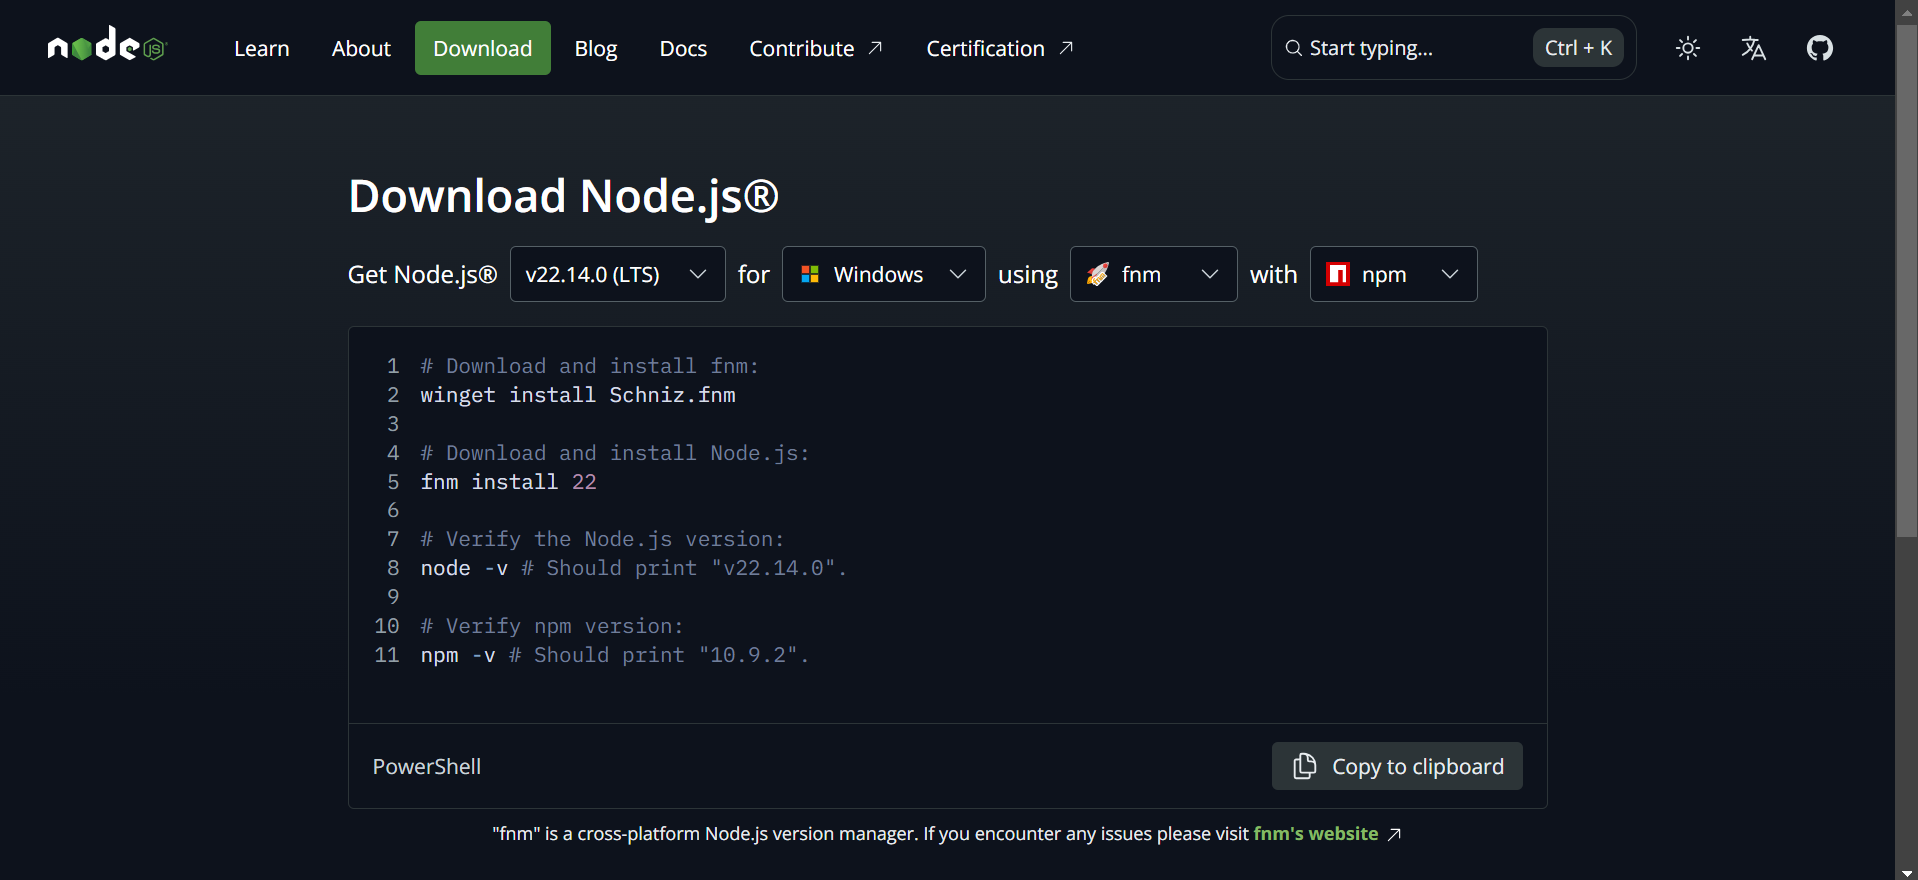 node JS
Learn About Download Blog Docs Contribute Certification Start typing... Ctrl + K
Download Node.js®
Get Node.js® v22.14.0 (LTS) for Windows using fnm with npm
1 # Download and install fnm:
2 winget install Schniz.fnm
3
4 # Download and install Node.js:
5 fnm install 22
6
7 # Verify the Node.js version:
8 node -v # Should print "v22.14.0".
9
10 # Verify npm version:
11 npm -v # Should print "10.9.2".
PowerShell Copy to clipboard
"fnm" is a cross-platform Node.js version manager. If you encounter any issues please visit fnm's website